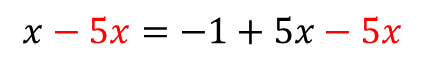 x − 5x = −1 + 5x − 5x